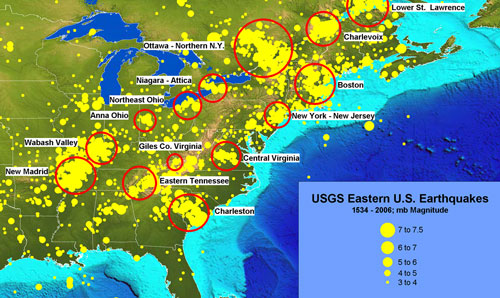 Lower St. Lawrence
Charlevoix
Ottawa - Northern N.Y.
Niagara - Attica
Boston
Northeast Ohio
Anna Ohio
New York - New Jersey
Wabash Valley
Giles Co. Virginia
Central Virginia
New Madrid
Eastern Tennessee
Charleston
USGS Eastern U.S. Earthquakes
1534 - 2006; mb Magnitude
7 to 7.5
6 to 7
5 to 6
4 to 5
3 to 4